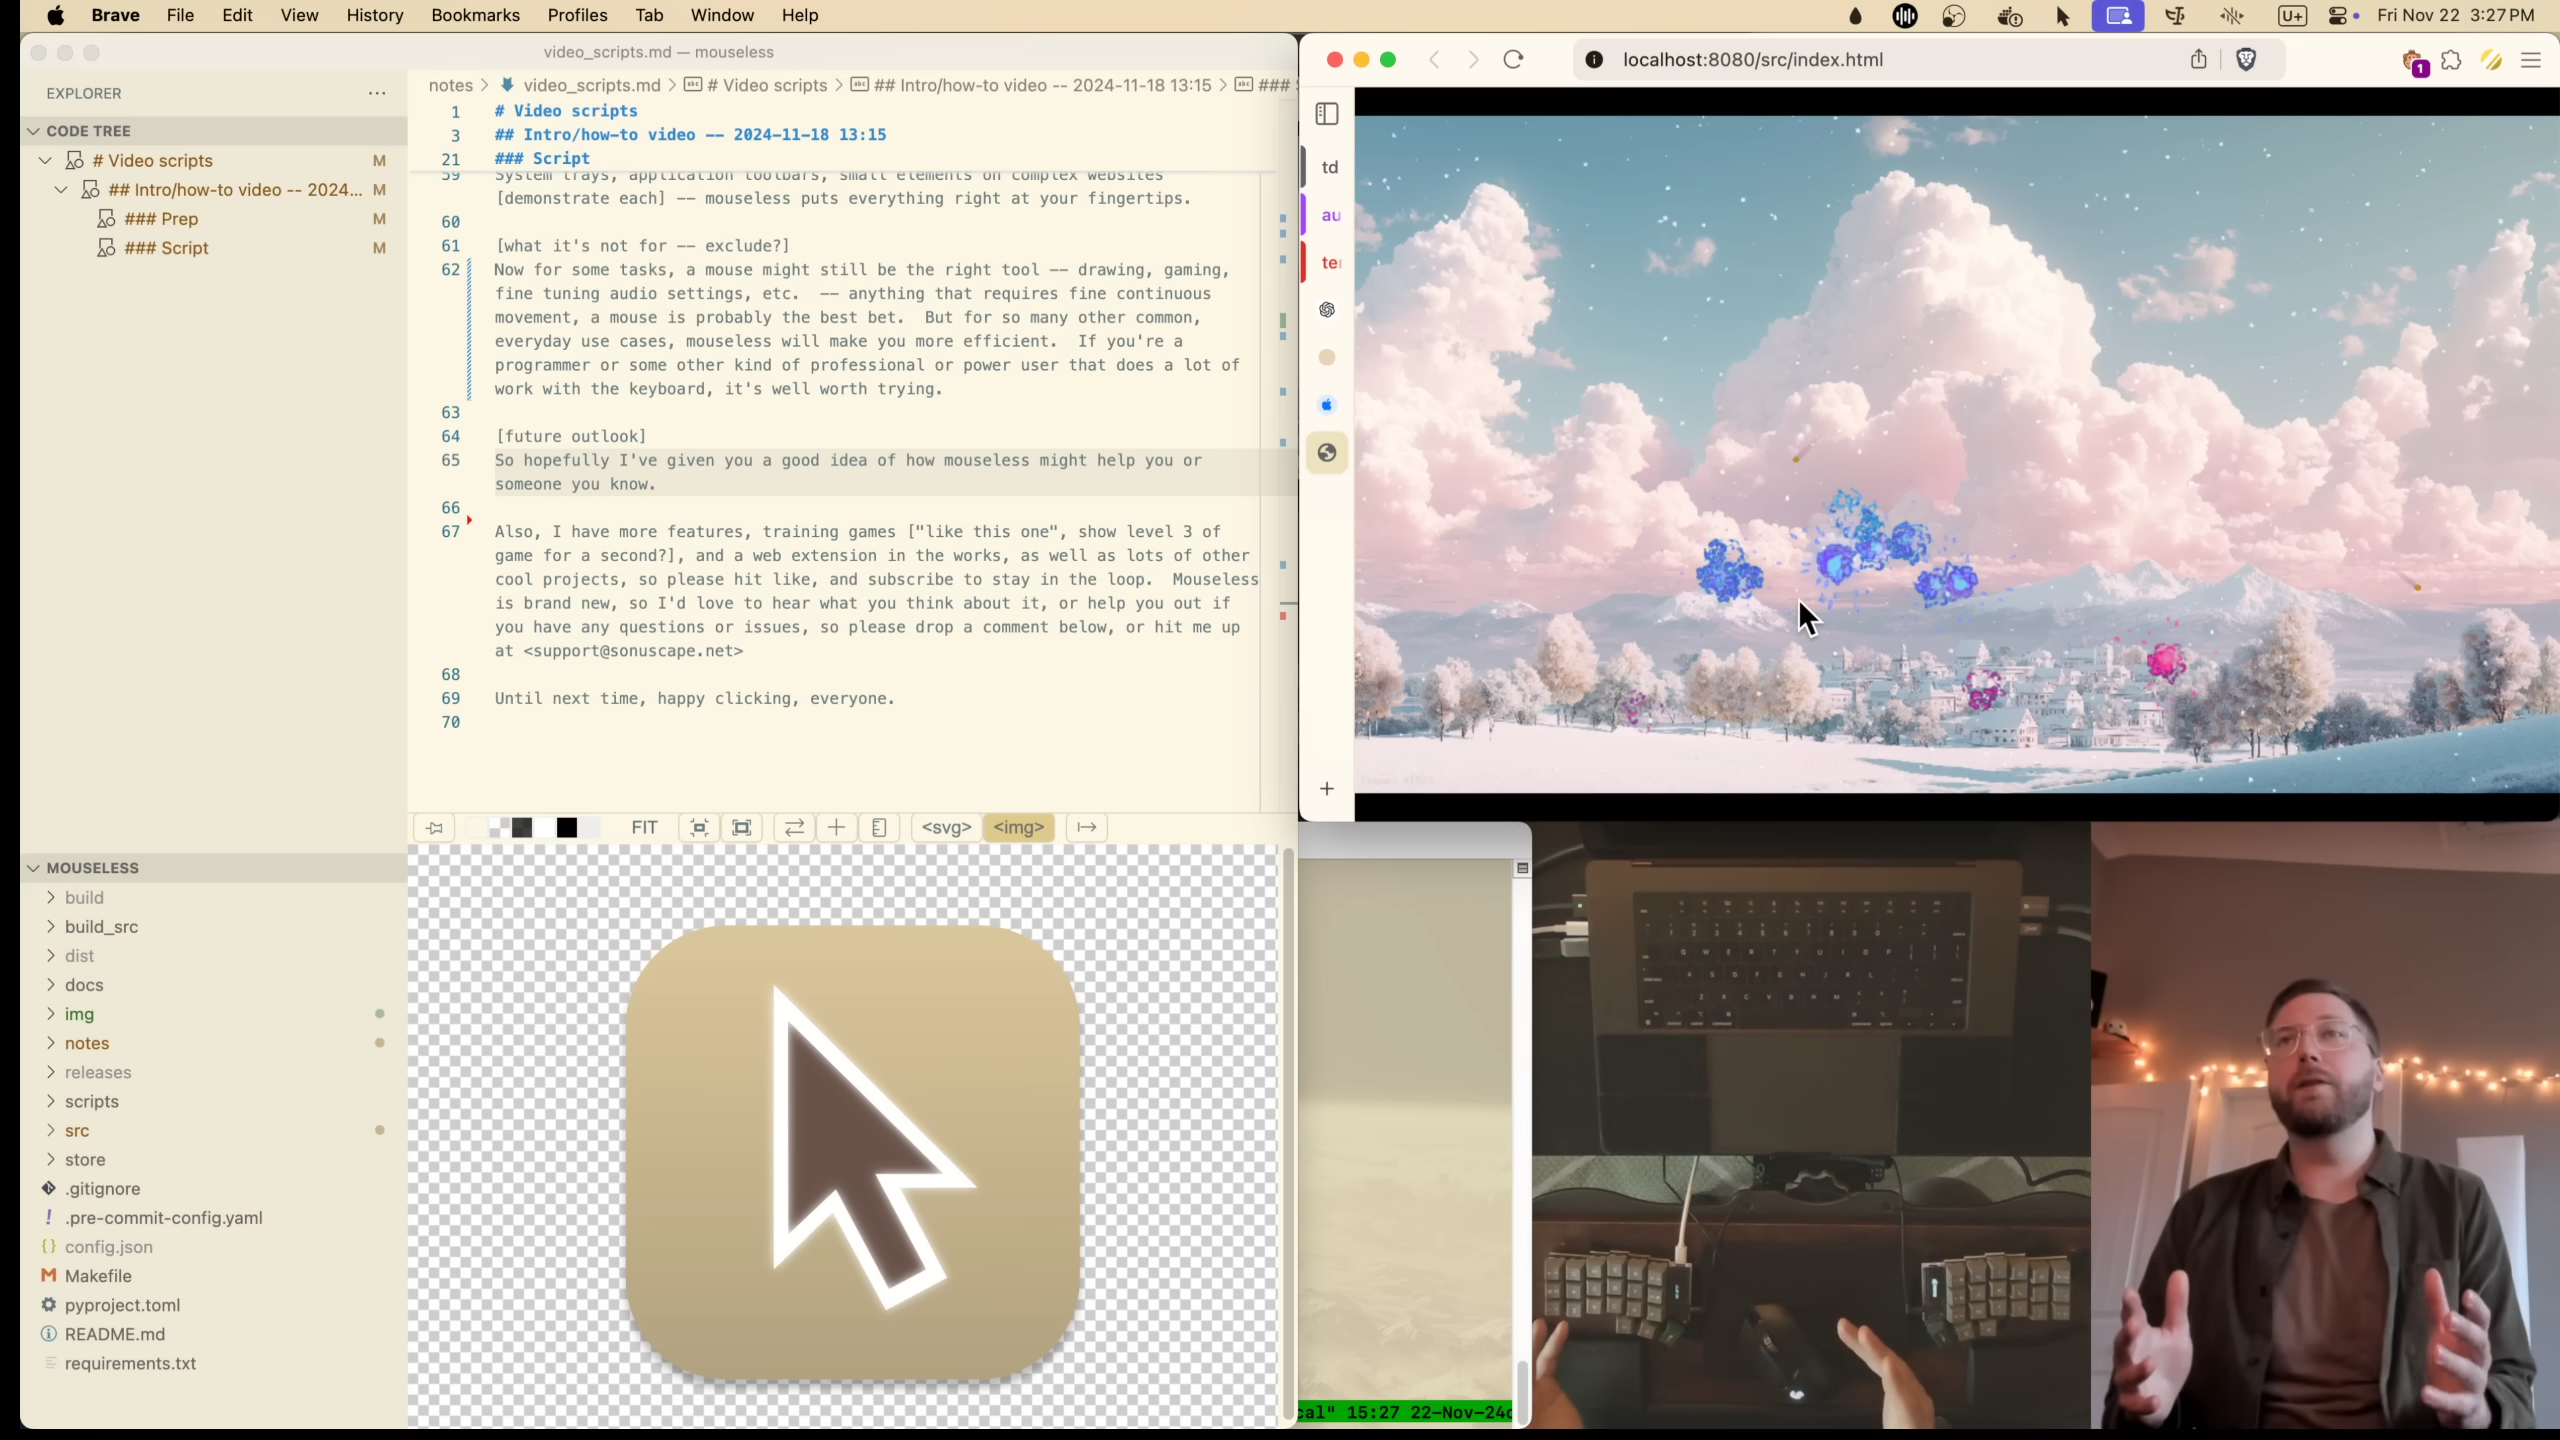 Brave File Edit View History Bookmarks Profiles Tab Window Help
U+ Fri Nov 22 3:27 PM
video_scripts.md — mouseless
EXPLORER
CODE TREE
# Video scripts M
## Intro/how-to video -- 2024... M
### Prep M
### Script M
notes > video_scripts.md > # Video scripts > ## Intro/how-to video -- 2024-11-18 13:15 > ###
1 # Video scripts
3 ## Intro/how-to video -- 2024-11-18 13:15
21 ### Script
59 System trays, application toolbars, small elements on complex websites
[demonstrate each] -- mouseless puts everything right at your fingertips.
60
61 [what it's not for -- exclude?]
62 Now for some tasks, a mouse might still be the right tool -- drawing, gaming,
fine tuning audio settings, etc.  -- anything that requires fine continuous
movement, a mouse is probably the best bet.  But for so many other common,
everyday use cases, mouseless will make you more efficient.  If you're a
programmer or some other kind of professional or power user that does a lot of
work with the keyboard, it's well worth trying.
63
64 [future outlook]
65 So hopefully I've given you a good idea of how mouseless might help you or
someone you know.
66
67 Also, I have more features, training games ["like this one", show level 3 of
game for a second?], and a web extension in the works, as well as lots of other
cool projects, so please hit like, and subscribe to stay in the loop.  Mouseless
is brand new, so I'd love to hear what you think about it, or help you out if
you have any questions or issues, so please drop a comment below, or hit me up
at <support@sonuscape.net>
68
69 Until next time, happy clicking, everyone.
70
FIT <svg> <img>
MOUSELESS
build
build_src
dist
docs
img
notes
releases
scripts
src
store
.gitignore
.pre-commit-config.yaml
config.json
Makefile
pyproject.toml
README.md
requirements.txt
localhost:8080/src/index.html
1
td
au
te
cal" 15:27 22-Nov-24